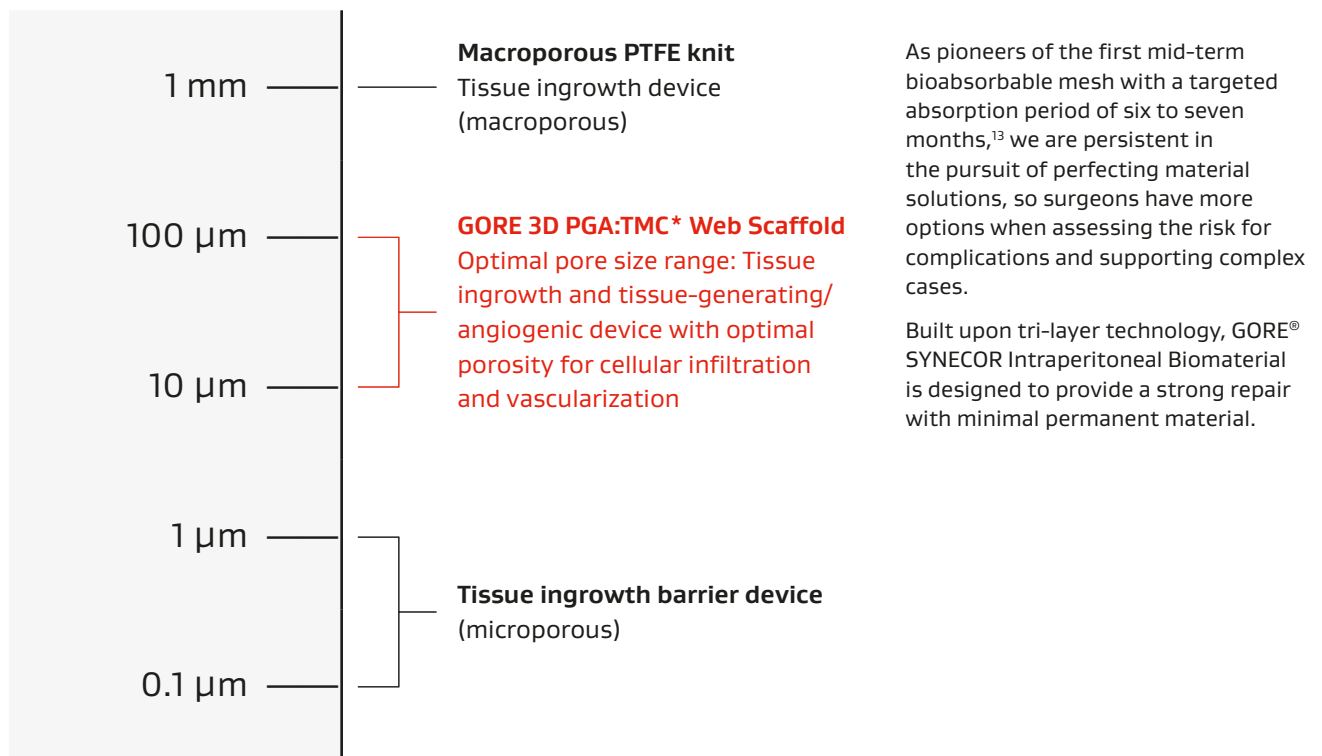 1 mm
Macroporous PTFE knit
Tissue ingrowth device
(macroporous)
100 µm
GORE 3D PGA:TMC* Web Scaffold
Optimal pore size range: Tissue
ingrowth and tissue-generating/
angiogenic device with optimal
porosity for cellular infiltration
and vascularization
10 µm
1 µm
Tissue ingrowth barrier device
(microporous)
0.1 µm
As pioneers of the first mid-term
bioabsorbable mesh with a targeted
absorption period of six to seven
months,¹³ we are persistent in
the pursuit of perfecting material
solutions, so surgeons have more
options when assessing the risk for
complications and supporting complex
cases.
Built upon tri-layer technology, GORE®
SYNECOR Intraperitoneal Biomaterial
is designed to provide a strong repair
with minimal permanent material.